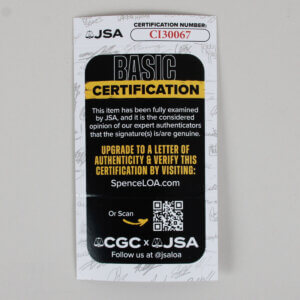 JSA
CERTIFICATION NUMBER:
CI30067
BASIC
CERTIFICATION
This item has been fully examined
by JSA, and it is the considered
opinion of our expert authenticators
that the signature(s) is/are genuine.
UPGRADE TO A LETTER OF
AUTHENTICITY & VERIFY THIS
CERTIFICATION BY VISITING:
SpenceLOA.com
Or Scan
CGC x JSA
Follow us at @jsaloa